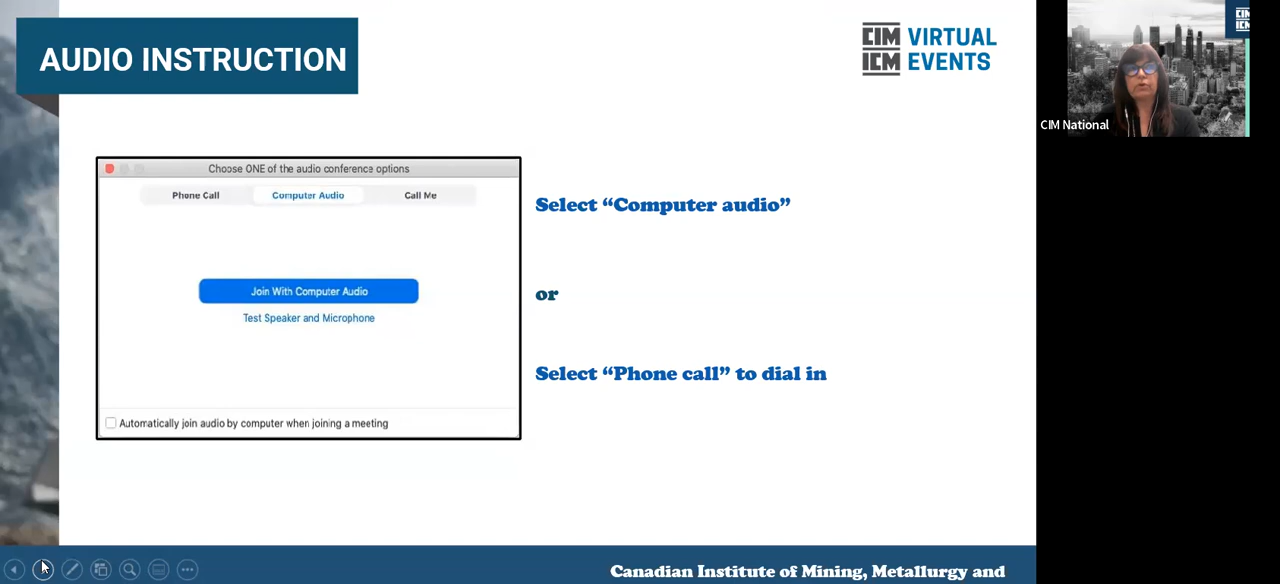 AUDIO INSTRUCTION
CIM VIRTUAL
ICM EVENTS
CIM
ICM
CIM National
Choose ONE of the audio conference options
Phone Call Computer Audio Call Me
Select “Computer audio”
Join With Computer Audio
or
Test Speaker and Microphone
Select “Phone call” to dial in
Automatically join audio by computer when joining a meeting
Canadian Institute of Mining, Metallurgy and